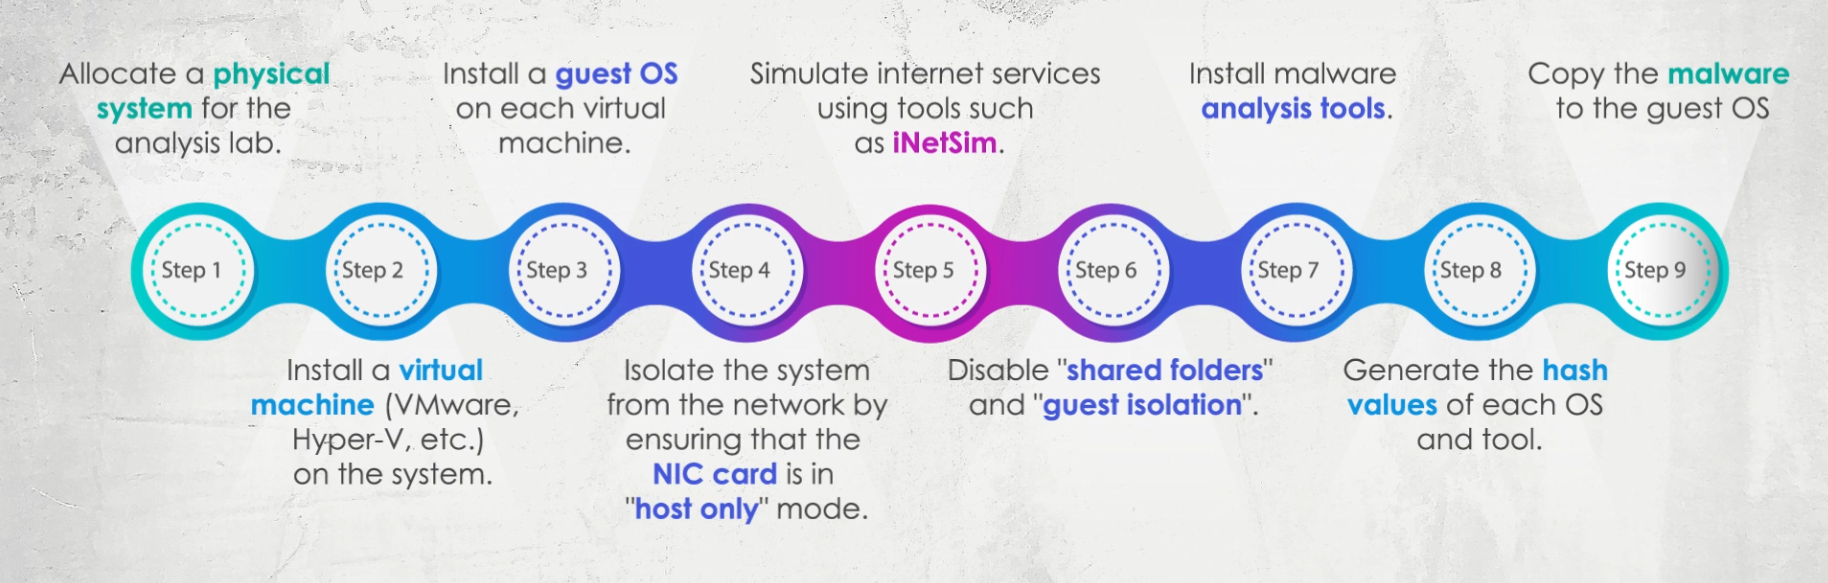 Allocate a physical
system for the
analysis lab.
Install a guest OS
on each virtual
machine.
Simulate internet services
using tools such
as iNetSim.
Install malware
analysis tools.
Copy the malware
to the guest OS
Step 1
Step 2
Step 3
Step 4
Step 5
Step 6
Step 7
Step 8
Step 9
Install a virtual
machine (VMware,
Hyper-V, etc.)
on the system.
Isolate the system
from the network by
ensuring that the
NIC card is in
"host only" mode.
Disable "shared folders"
and "guest isolation".
Generate the hash
values of each OS
and tool.